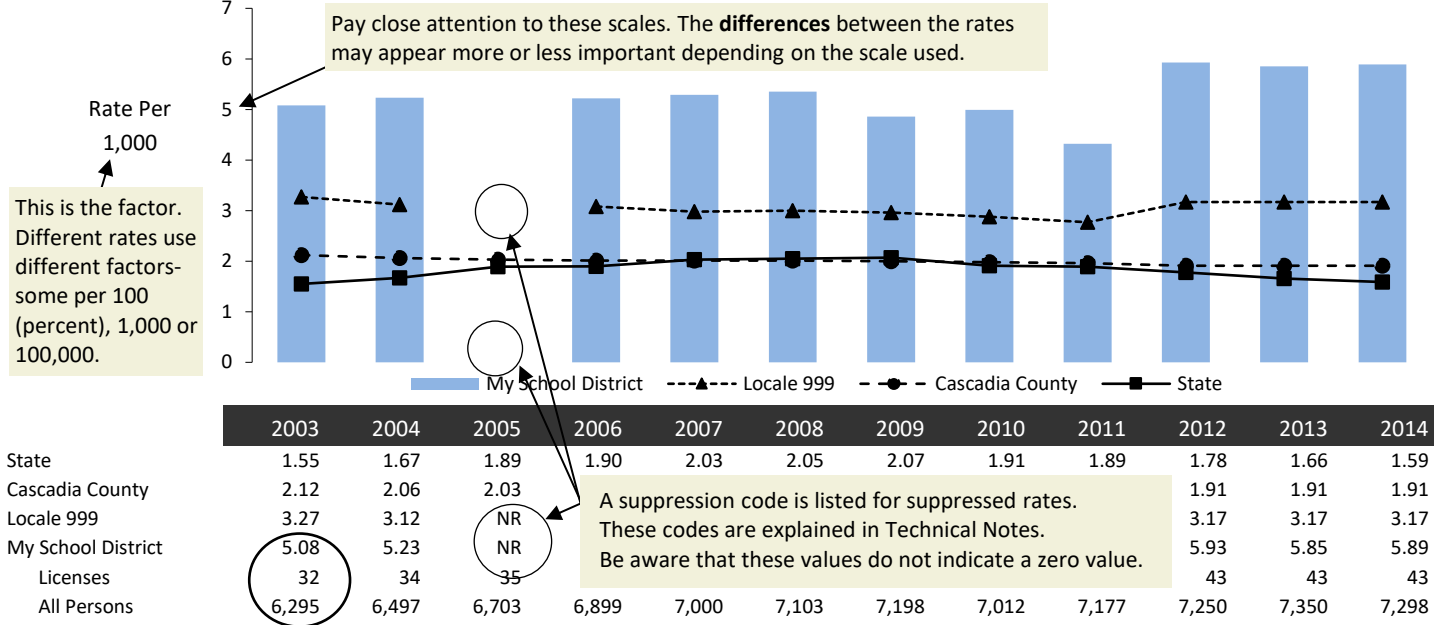 7
Pay close attention to these scales. The differences between the rates
may appear more or less important depending on the scale used.
6
5
Rate Per
1,000
4
This is the factor.
Different rates use
different factors-
some per 100
(percent), 1,000 or
100,000.
3
2
1
0
My School District Locale 999 Cascadia County State
2003 2004 2005 2006 2007 2008 2009 2010 2011 2012 2013 2014
State 1.55 1.67 1.89 1.90 2.03 2.05 2.07 1.91 1.89 1.78 1.66 1.59
Cascadia County 2.12 2.06 2.03 1.91 1.91 1.91
Locale 999 3.27 3.12 NR 3.17 3.17 3.17
My School District 5.08 5.23 NR 5.93 5.85 5.89
Licenses 32 34 35 43 43 43
All Persons 6,295 6,497 6,703 6,899 7,000 7,103 7,198 7,012 7,177 7,250 7,350 7,298
A suppression code is listed for suppressed rates.
These codes are explained in Technical Notes.
Be aware that these values do not indicate a zero value.